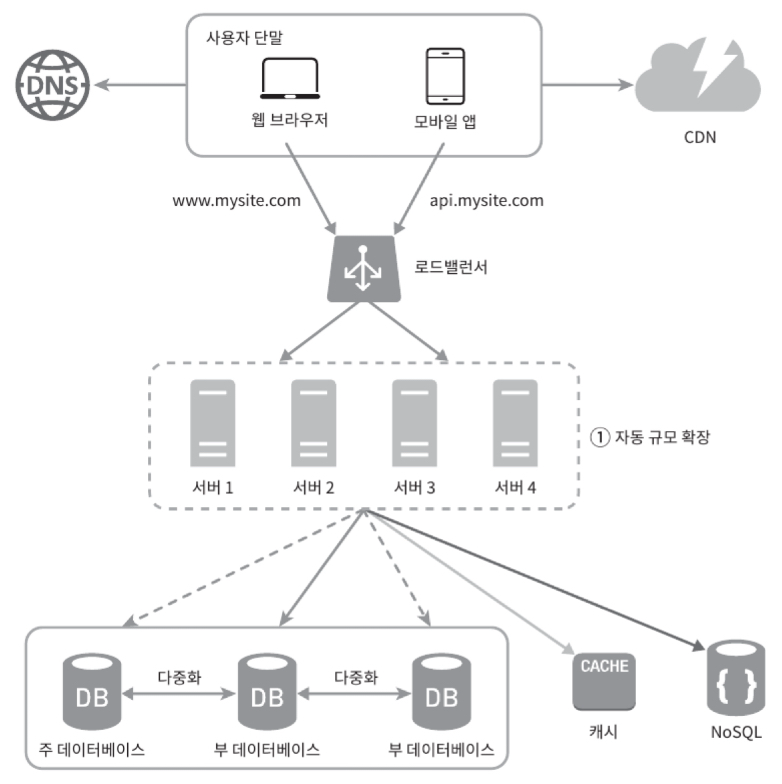 사용자 단말
DNS
웹 브라우저
모바일 앱
CDN
www.mysite.com
api.mysite.com
로드밸런서
① 자동 규모 확장
서버 1
서버 2
서버 3
서버 4
다중화
다중화
DB
DB
DB
주 데이터베이스
부 데이터베이스
부 데이터베이스
CACHE
캐시
{ }
NoSQL